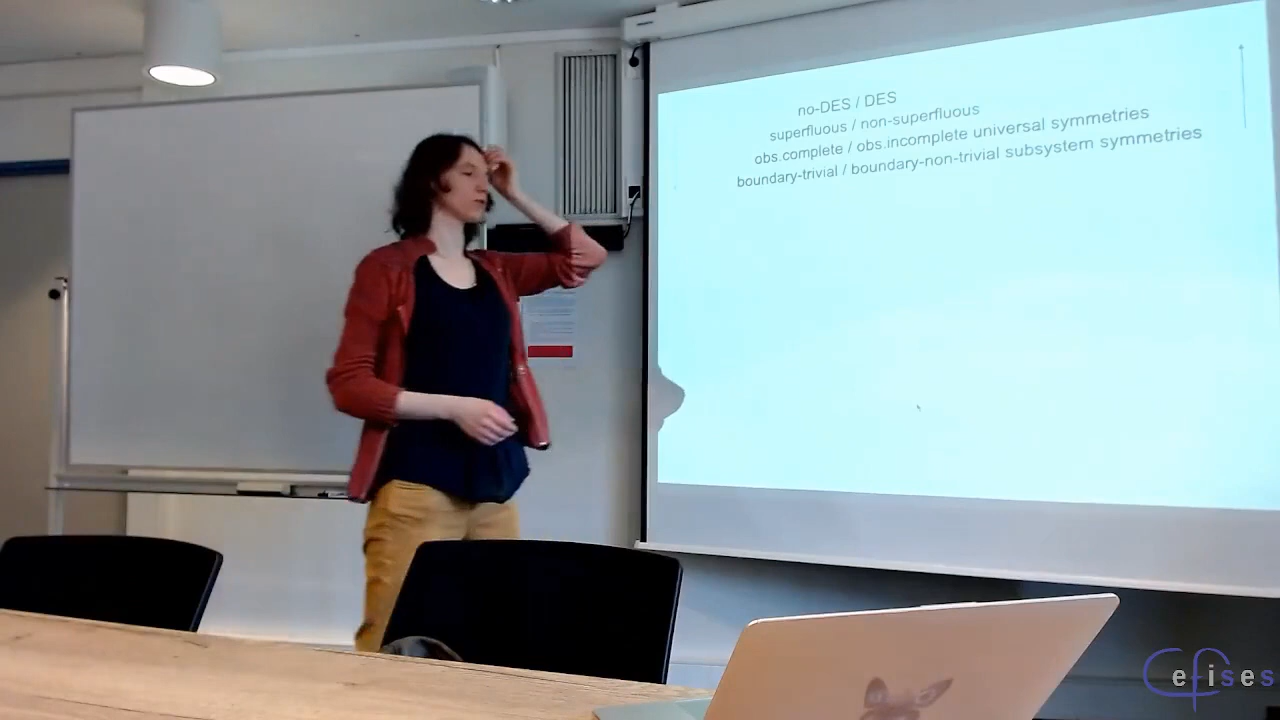 no-DES / DES
superfluous / non-superfluous
obs.complete / obs.incomplete universal symmetries
boundary-trivial / boundary-non-trivial subsystem symmetries
Cefises